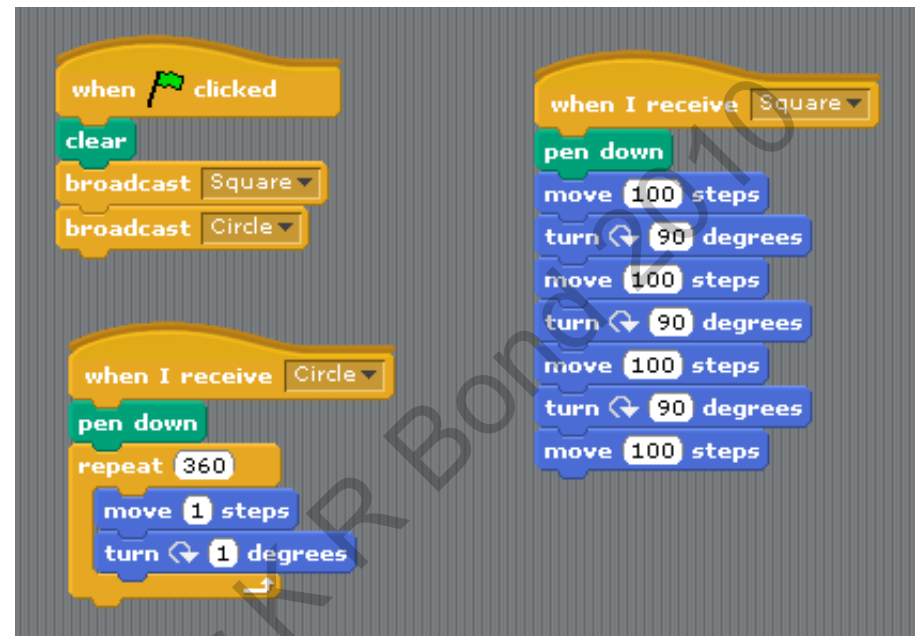 when clicked
clear
broadcast Square
broadcast Circle
when I receive Circle
pen down
repeat 360
move 1 steps
turn 1 degrees
when I receive Square
pen down
move 100 steps
turn 90 degrees
move 100 steps
turn 90 degrees
move 100 steps
turn 90 degrees
move 100 steps
K R Bond 2010